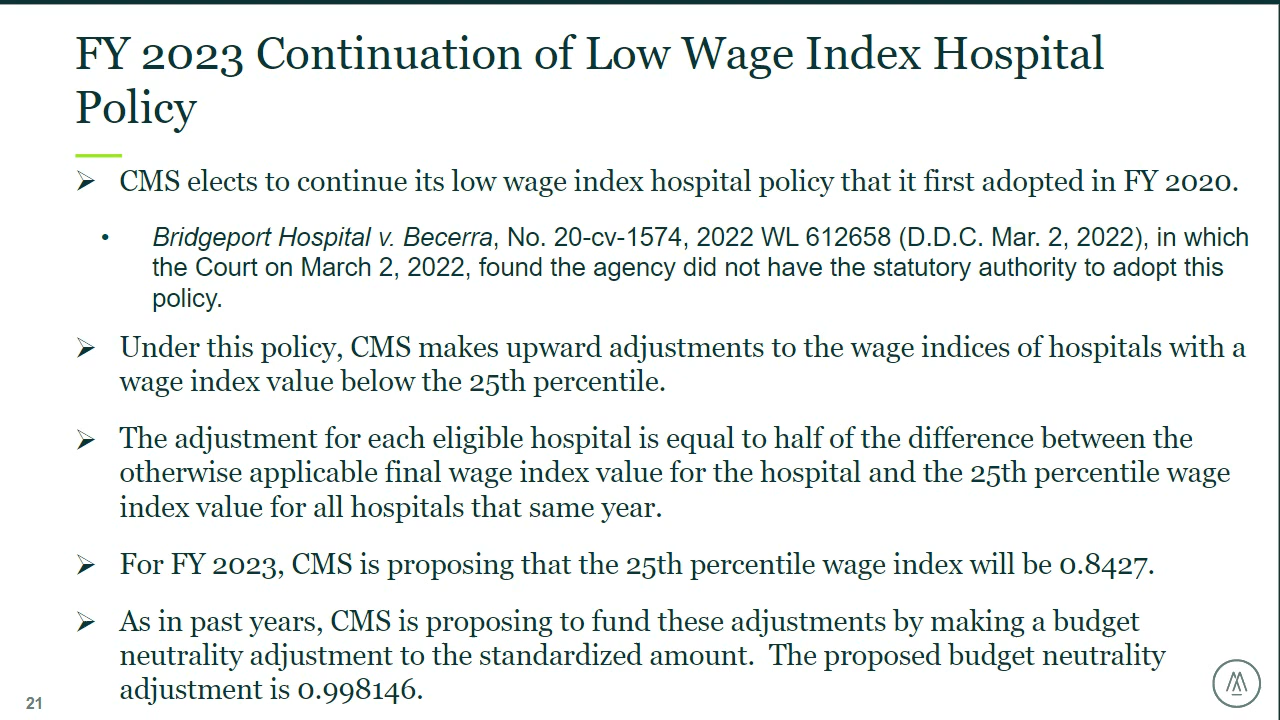 FY 2023 Continuation of Low Wage Index Hospital
Policy
➢ CMS elects to continue its low wage index hospital policy that it first adopted in FY 2020.
• Bridgeport Hospital v. Becerra, No. 20-cv-1574, 2022 WL 612658 (D.D.C. Mar. 2, 2022), in which
the Court on March 2, 2022, found the agency did not have the statutory authority to adopt this
policy.
➢ Under this policy, CMS makes upward adjustments to the wage indices of hospitals with a
wage index value below the 25th percentile.
➢ The adjustment for each eligible hospital is equal to half of the difference between the
otherwise applicable final wage index value for the hospital and the 25th percentile wage
index value for all hospitals that same year.
➢ For FY 2023, CMS is proposing that the 25th percentile wage index will be 0.8427.
➢ As in past years, CMS is proposing to fund these adjustments by making a budget
neutrality adjustment to the standardized amount.  The proposed budget neutrality
adjustment is 0.998146.
21